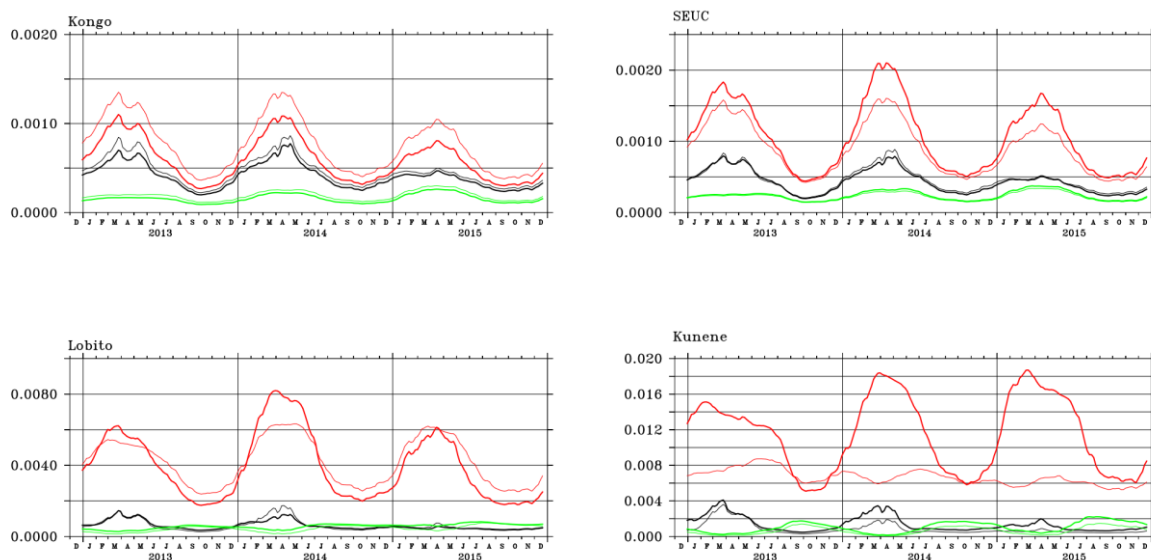 Kongo
0.0020
0.0010
0.0000
D J F M A M J J A S O N D J F M A M J J A S O N D J F M A M J J A S O N D
2013 2014 2015
SEUC
0.0020
0.0010
0.0000
D J F M A M J J A S O N D J F M A M J J A S O N D J F M A M J J A S O N D
2013 2014 2015
Lobito
0.0080
0.0040
0.0000
D J F M A M J J A S O N D J F M A M J J A S O N D J F M A M J J A S O N D
2013 2014 2015
Kunene
0.020
0.016
0.012
0.008
0.004
0.000
D J F M A M J J A S O N D J F M A M J J A S O N D J F M A M J J A S O N D
2013 2014 2015